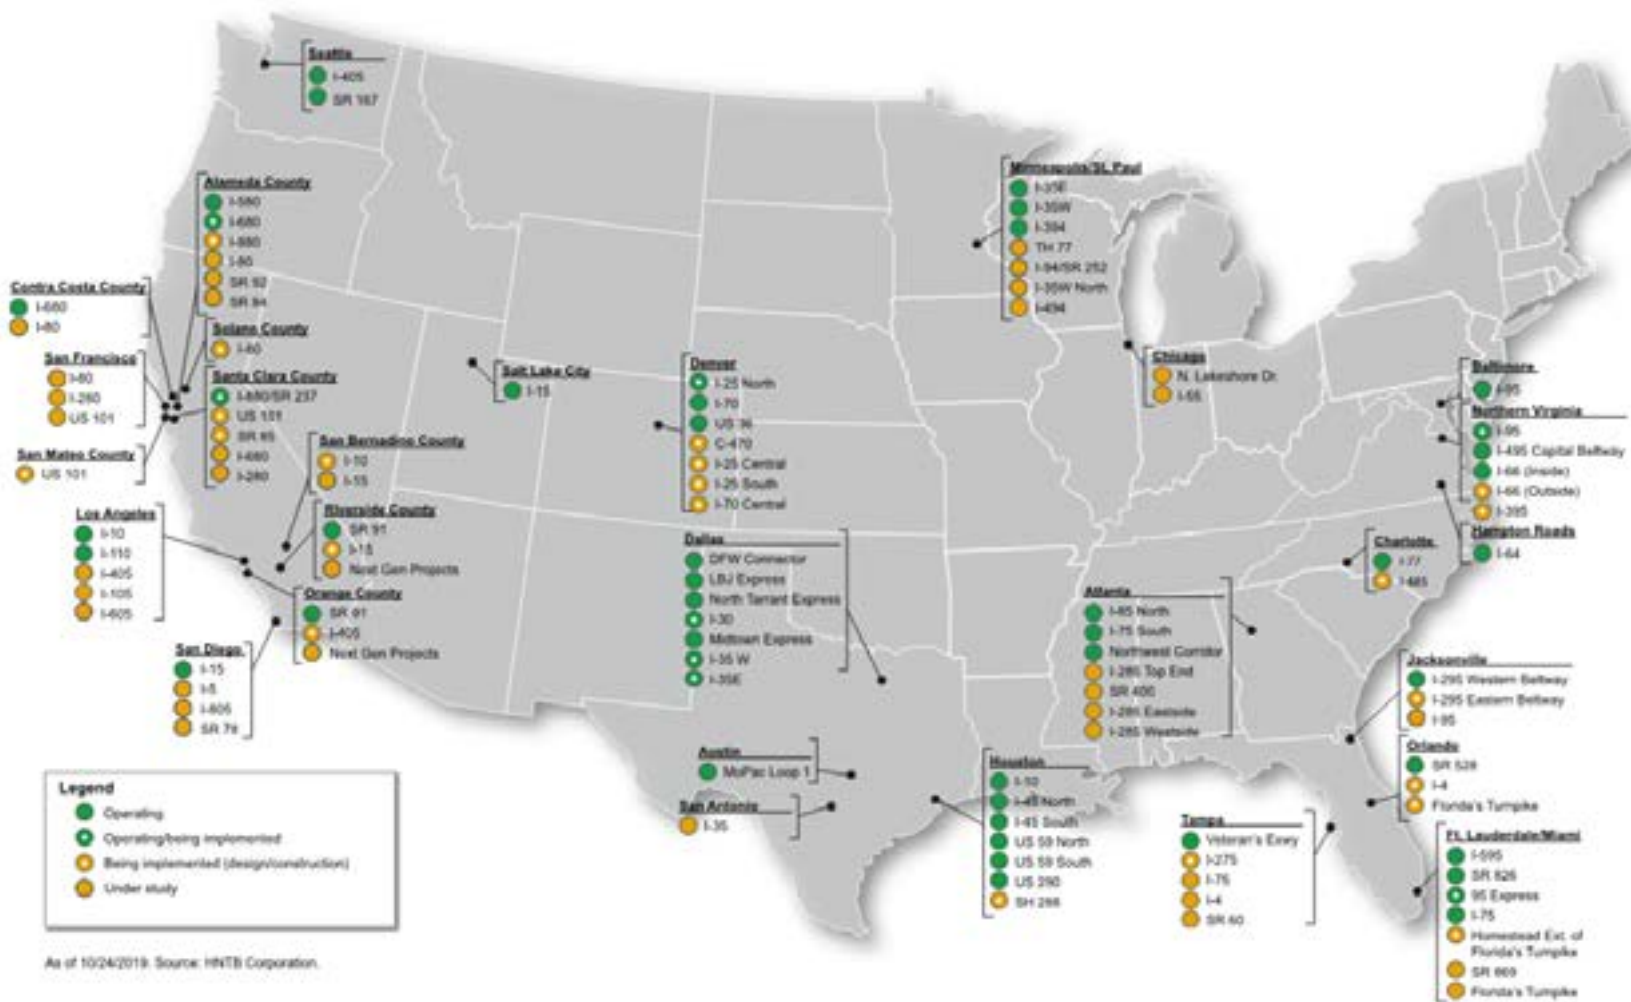 Seattle
I-405
SR 167
Alameda County
I-580
I-680
I-880
I-80
SR 92
SR 84
Contra Costa County
I-680
I-80
Solano County
I-80
San Francisco
I-80
I-280
US 101
Santa Clara County
I-880/SR 237
US 101
SR 85
I-680
I-280
San Mateo County
US 101
San Bernadino County
I-10
I-15
Riverside County
SR 91
I-15
Next Gen Projects
Los Angeles
I-10
I-110
I-405
I-105
I-605
Orange County
SR 91
I-405
Next Gen Projects
San Diego
I-15
I-5
I-805
SR 78
Salt Lake City
I-15
Denver
I-25 North
I-70
US 36
C-470
I-25 Central
I-25 South
I-70 Central
Minneapolis/St. Paul
I-35E
I-35W
I-394
TH 77
I-94/SR 252
I-35W North
I-494
Chicago
N. Lakeshore Dr.
I-55
Baltimore
I-95
Northern Virginia
I-95
I-495 Capital Beltway
I-66 (Inside)
I-66 (Outside)
I-395
Hampton Roads
I-64
Charlotte
I-77
I-485
Dallas
DFW Connector
LBJ Express
North Tarrant Express
I-30
Midtown Express
I-35 W
I-35E
Atlanta
I-85 North
I-75 South
Northwest Corridor
I-285 Top End
SR 400
I-285 Eastside
I-285 Westside
Austin
MoPac Loop 1
San Antonio
I-35
Houston
I-10
I-45 North
I-45 South
US 59 North
US 59 South
US 290
SH 288
Jacksonville
I-295 Western Beltway
I-295 Eastern Beltway
I-95
Orlando
SR 528
I-4
Florida's Turnpike
Tampa
Veteran's Exwy
I-275
I-75
I-4
SR 60
Ft. Lauderdale/Miami
I-595
SR 826
95 Express
I-75
Homestead Ext. of
Florida's Turnpike
SR 869
Florida's Turnpike
Legend
Operating
Operating/being implemented
Being implemented (design/construction)
Under study
As of 10/24/2019. Source: HNTB Corporation.